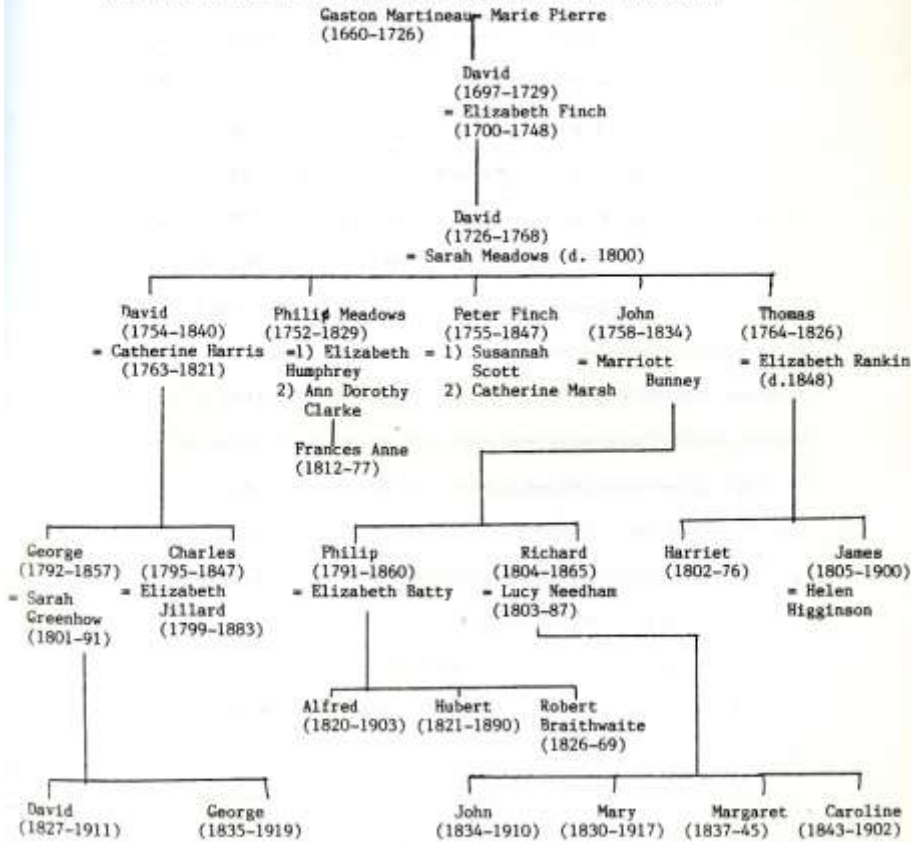 Gaston Martineau= Marie Pierre
(1660-1726)
David
(1697-1729)
= Elizabeth Finch
(1700-1748)
David
(1726-1768)
= Sarah Meadows (d. 1800)
David
(1754-1840)
= Catherine Harris
(1763-1821)
Philip Meadows
(1752-1829)
=1) Elizabeth
Humphrey
2) Ann Dorothy
Clarke
Frances Anne
(1812-77)
Peter Finch
(1755-1847)
= 1) Susannah
Scott
2) Catherine Marsh
John
(1758-1834)
= Marriott
Bunney
Thomas
(1764-1826)
= Elizabeth Rankin
(d.1848)
George
(1792-1857)
= Sarah
Greenhow
(1801-91)
Charles
(1795-1847)
= Elizabeth
Jillard
(1799-1883)
Philip
(1791-1860)
= Elizabeth Batty
Richard
(1804-1865)
= Lucy Needham
(1803-87)
Harriet
(1802-76)
James
(1805-1900)
= Helen
Higginson
Alfred
(1820-1903)
Hubert
(1821-1890)
Robert
Braithwaite
(1826-69)
David
(1827-1911)
George
(1835-1919)
John
(1834-1910)
Mary
(1830-1917)
Margaret
(1837-45)
Caroline
(1843-1902)